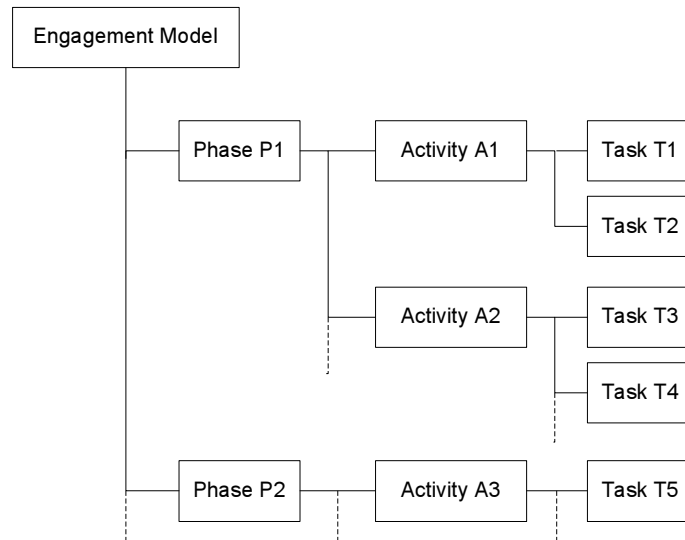 Engagement Model
Phase P1
Activity A1
Task T1
Task T2
Activity A2
Task T3
Task T4
Phase P2
Activity A3
Task T5